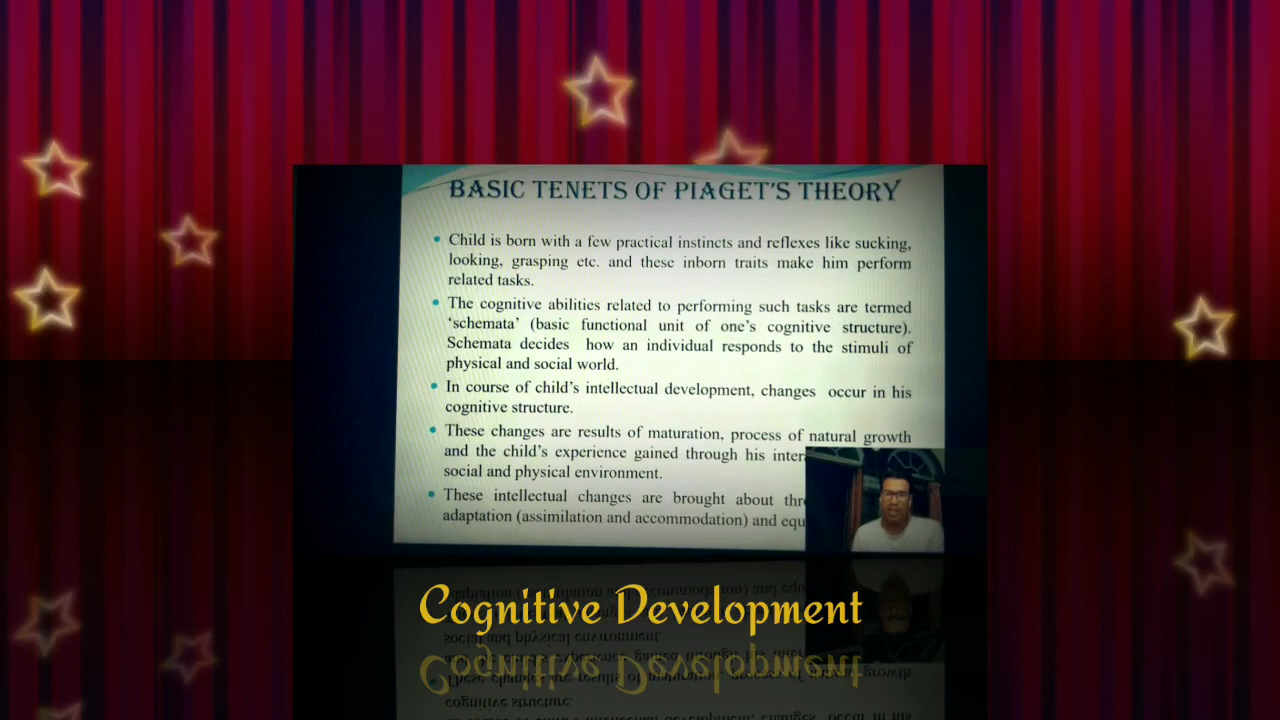 BASIC TENETS OF PIAGET'S THEORY
Child is born with a few practical instincts and reflexes like sucking,
looking, grasping etc. and these inborn traits make him perform
related tasks.
The cognitive abilities related to performing such tasks are termed
‘schemata’ (basic functional unit of one’s cognitive structure).
Schemata decides how an individual responds to the stimuli of
physical and social world.
In course of child’s intellectual development, changes occur in his
cognitive structure.
These changes are results of maturation, process of natural growth
and the child’s experience gained through his
social and physical environment.
These intellectual changes are brought about
adaptation (assimilation and accommodation) and
Cognitive Development